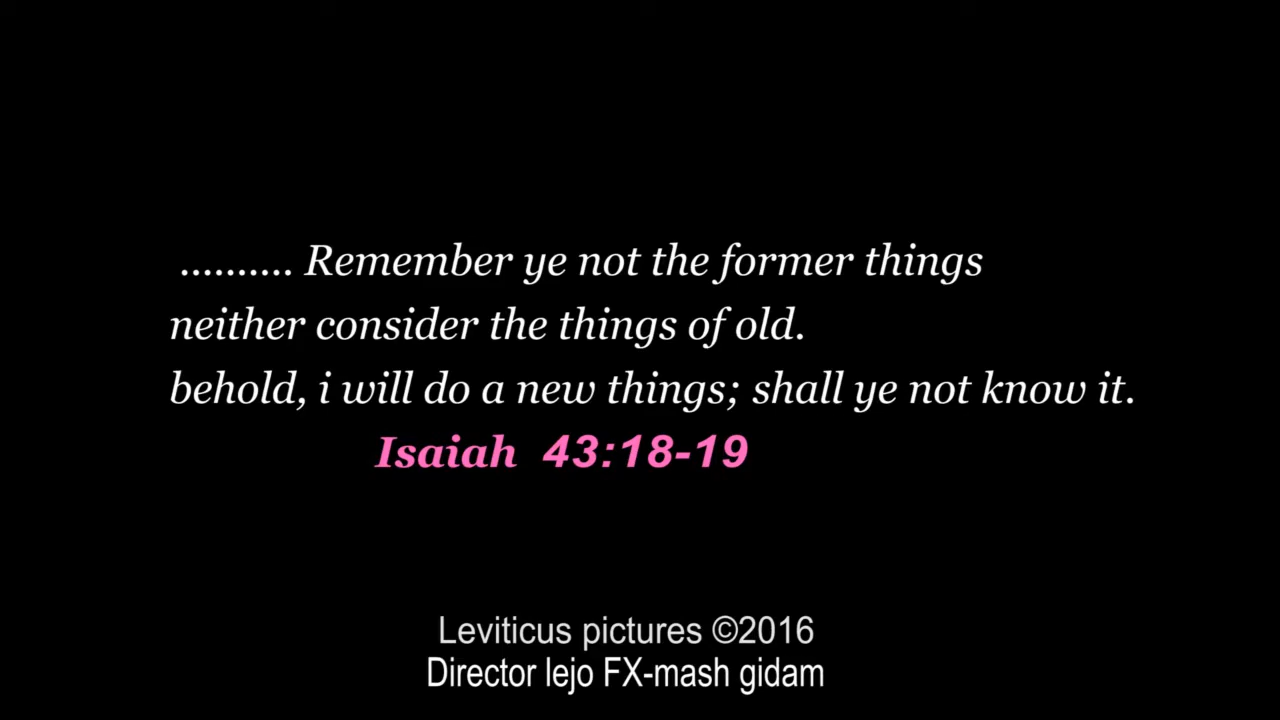 .......... Remember ye not the former things
neither consider the things of old.
behold, i will do a new things; shall ye not know it.
Isaiah 43:18-19
Leviticus pictures ©2016
Director lejo FX-mash gidam